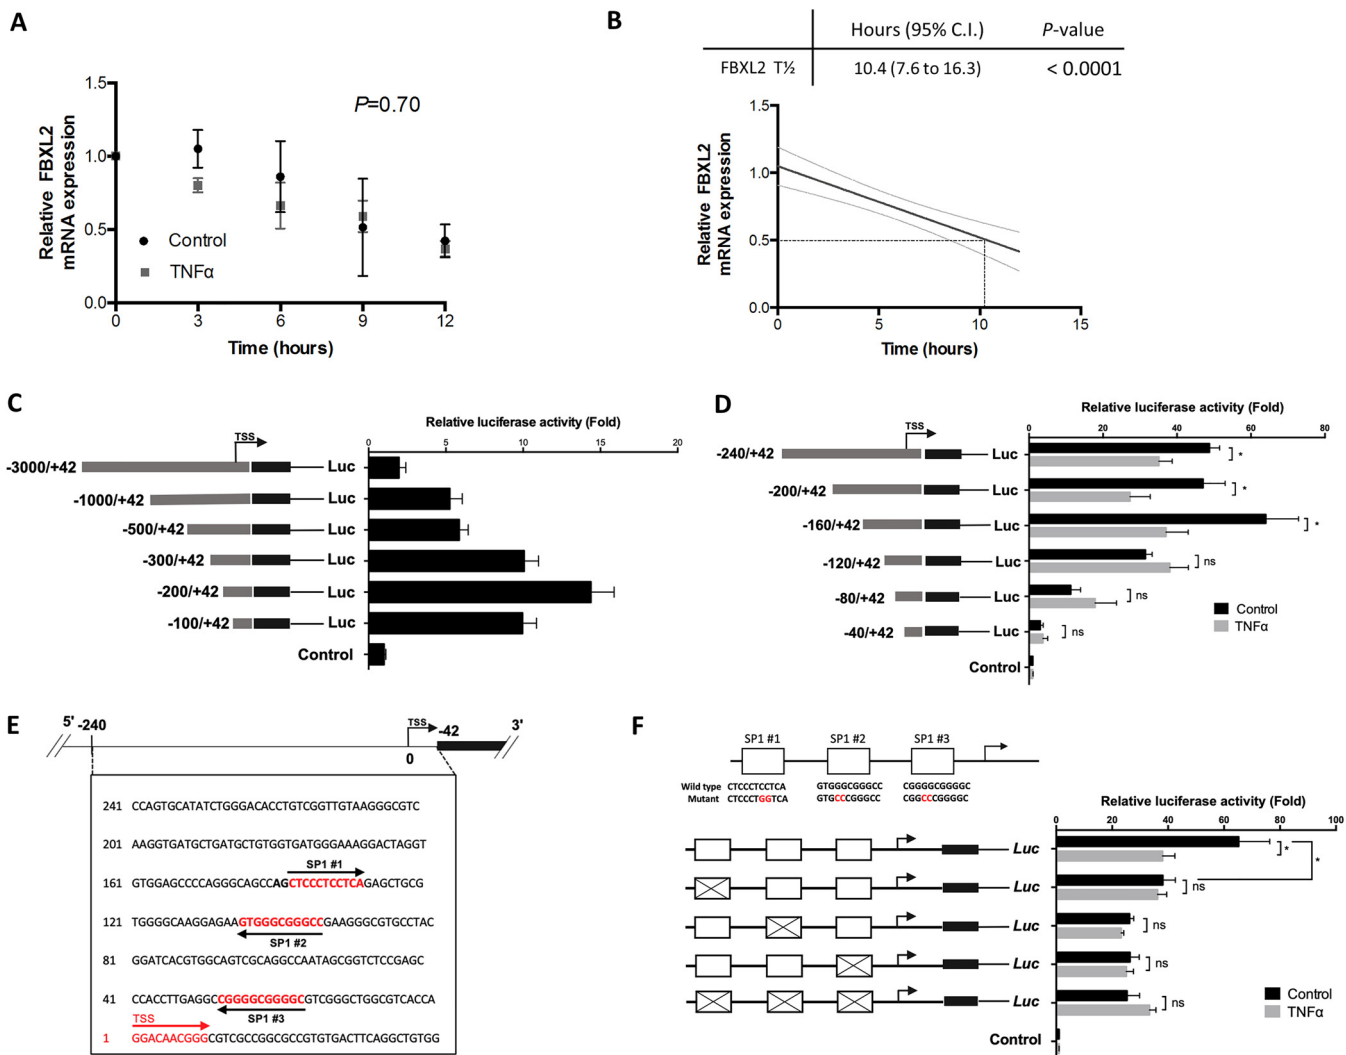 A
Relative FBXL2
mRNA expression
1.5
1.0
0.5
0.0
P=0.70
Control
TNFα
0 3 6 9 12
Time (hours)
B
Hours (95% C.I.) P-value
FBXL2 T½ 10.4 (7.6 to 16.3) < 0.0001
Relative FBXL2
mRNA expression
1.5
1.0
0.5
0.0
0 5 10 15
Time (hours)
C
Relative luciferase activity (Fold)
0 5 10 15 20
TSS
-3000/+42 Luc
-1000/+42 Luc
-500/+42 Luc
-300/+42 Luc
-200/+42 Luc
-100/+42 Luc
Control
D
Relative luciferase activity (Fold)
0 20 40 60 80
TSS
-240/+42 Luc *
-200/+42 Luc *
-160/+42 Luc *
-120/+42 Luc ns
-80/+42 Luc ns
-40/+42 Luc ns
Control
Control
TNFα
E
5' -240 TSS -42 3'
0
241 CCAGTGCATATCTGGGACACCTGTCGGTTGTAAGGGCGTC
201 AAGGTGATGCTGATGCTGTGGTGATGGGAAAGGACTAGGT
SP1 #1
161 GTGGAGCCCCAGGGCAGCCAGCTCCCTCCTCAGAGCTGCG
121 TGGGGCAAGGAGAAGTGGGCGGGCCGAAGGGCGTGCCTAC
SP1 #2
81 GGATCACGTGGCAGTCGCAGGCCAATAGCGGTCTCCGAGC
41 CCACCTTGAGGCCGGGGCGGGGCGTCGGGCTGGCGTCACCA
TSS SP1 #3
1 GGACAACGGGCGTCGCCGGCGCCGTGTGACTTCAGGCTGTGG
F
SP1 #1 SP1 #2 SP1 #3
Wild type CTCCCTCCTCA GTGGGCGGGCC CGGGGCGGGGC
Mutant CTCCCTGGTCA GTGCCCGGGCC CGGCCCGGGGC
Relative luciferase activity (Fold)
0 20 40 60 80 100
Luc *
*
Luc ns
Luc ns
Luc ns
Luc ns
Control
Control
TNFα